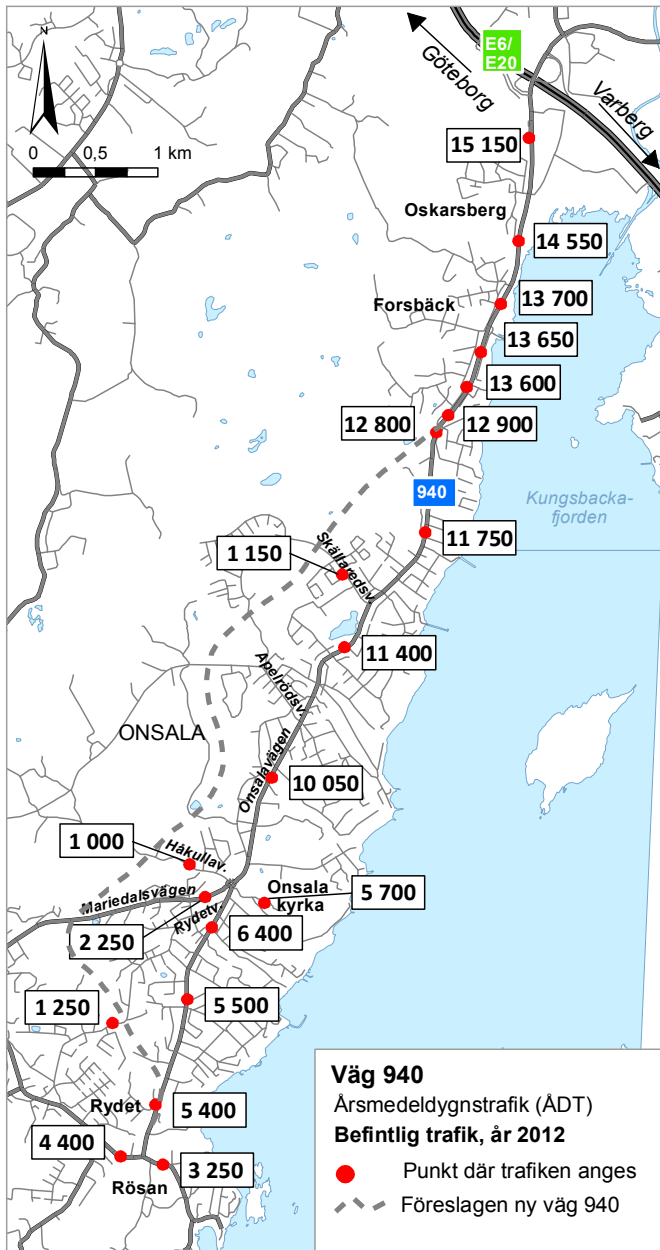 N
0 0,5 1 km
Göteborg
E6/
E20
Varberg
15 150
Oskarsberg
14 550
Forsbäck
13 700
13 650
13 600
12 800
12 900
940
Kungsbacka-
fjorden
11 750
1 150
Skällaredsv.
11 400
Apelrödsv.
ONSALA
Onsalavägen
10 050
1 000
Håkullav.
Mariedalsvägen
Onsala
kyrka
5 700
Rydetv.
2 250
6 400
1 250
5 500
Rydet
5 400
4 400
3 250
Rösan
Väg 940
Årsmedeldygnstrafik (ÅDT)
Befintlig trafik, år 2012
Punkt där trafiken anges
Föreslagen ny väg 940